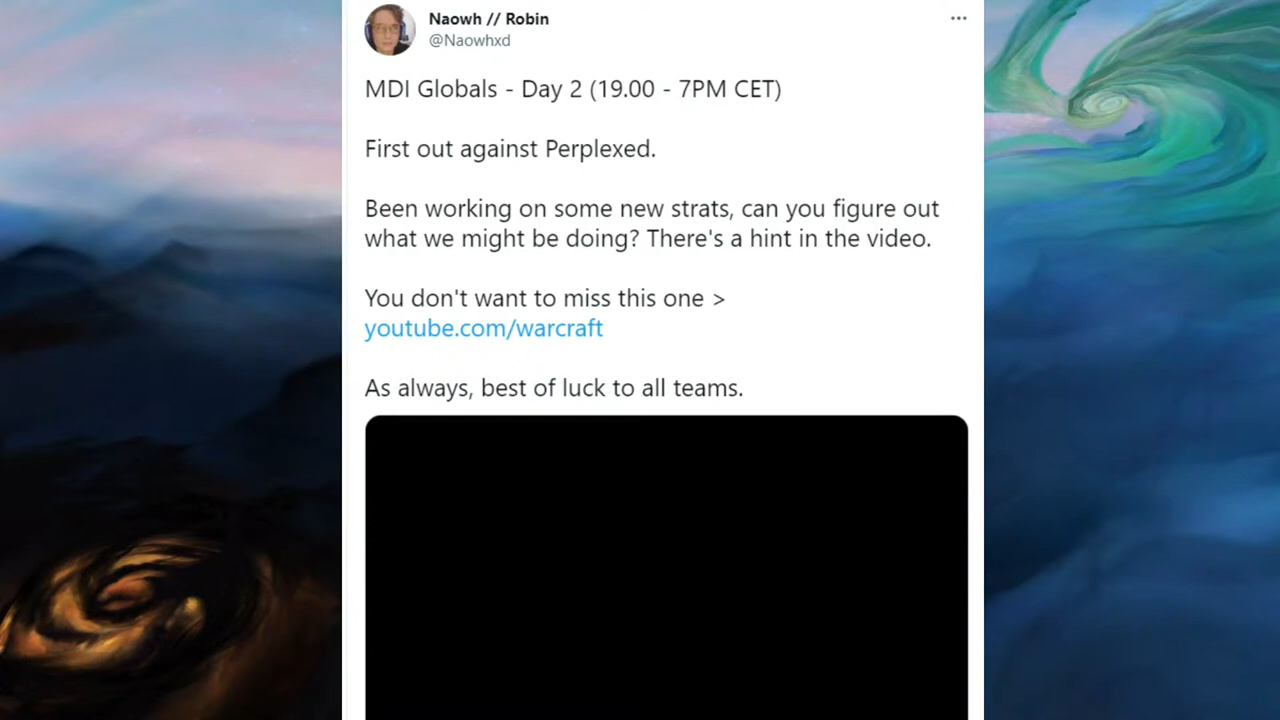 Naowh // Robin
@Naowhxd
MDI Globals - Day 2 (19.00 - 7PM CET)
First out against Perplexed.
Been working on some new strats, can you figure out
what we might be doing? There's a hint in the video.
You don't want to miss this one >
youtube.com/warcraft
As always, best of luck to all teams.